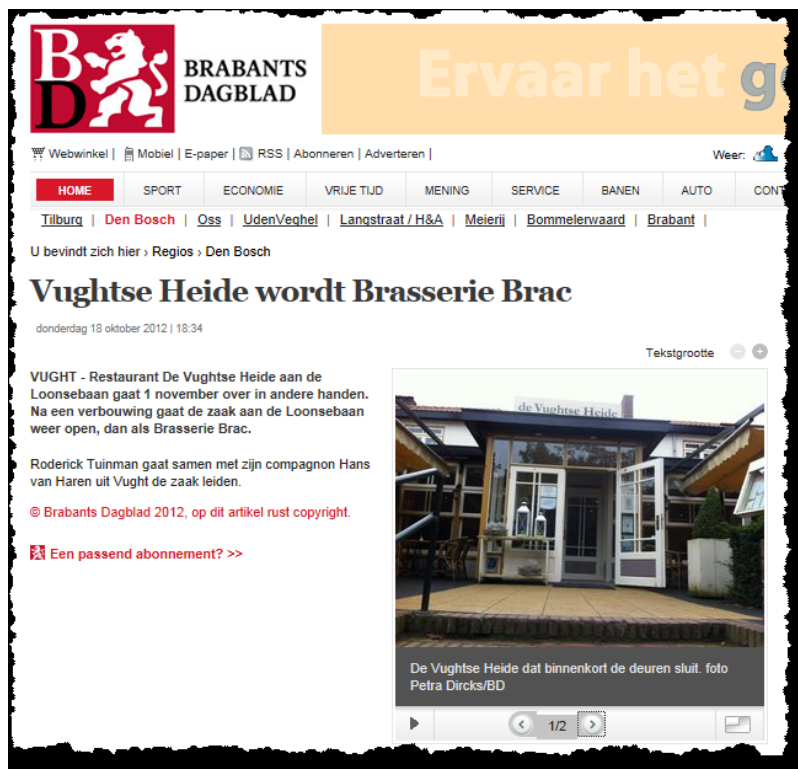 BD
BRABANTS
DAGBLAD
Ervaar het
Webwinkel | Mobiel | E-paper | RSS | Abonneren | Adverteren |
Weer:
HOME SPORT ECONOMIE VRIJE TIJD MENING SERVICE BANEN AUTO CONT
Tilburg | Den Bosch | Oss | UdenVeghel | Langstraat / H&A | Meierij | Bommelerwaard | Brabant |
U bevindt zich hier › Regios › Den Bosch
Vughtse Heide wordt Brasserie Brac
donderdag 18 oktober 2012 | 18:34
Tekstgrootte
VUGHT - Restaurant De Vughtse Heide aan de
Loonsebaan gaat 1 november over in andere handen.
Na een verbouwing gaat de zaak aan de Loonsebaan
weer open, dan als Brasserie Brac.
Roderick Tuinman gaat samen met zijn compagnon Hans
van Haren uit Vught de zaak leiden.
© Brabants Dagblad 2012, op dit artikel rust copyright.
Een passend abonnement? >>
de Vughtse Heide
De Vughtse Heide dat binnenkort de deuren sluit. foto
Petra Dircks/BD
1/2